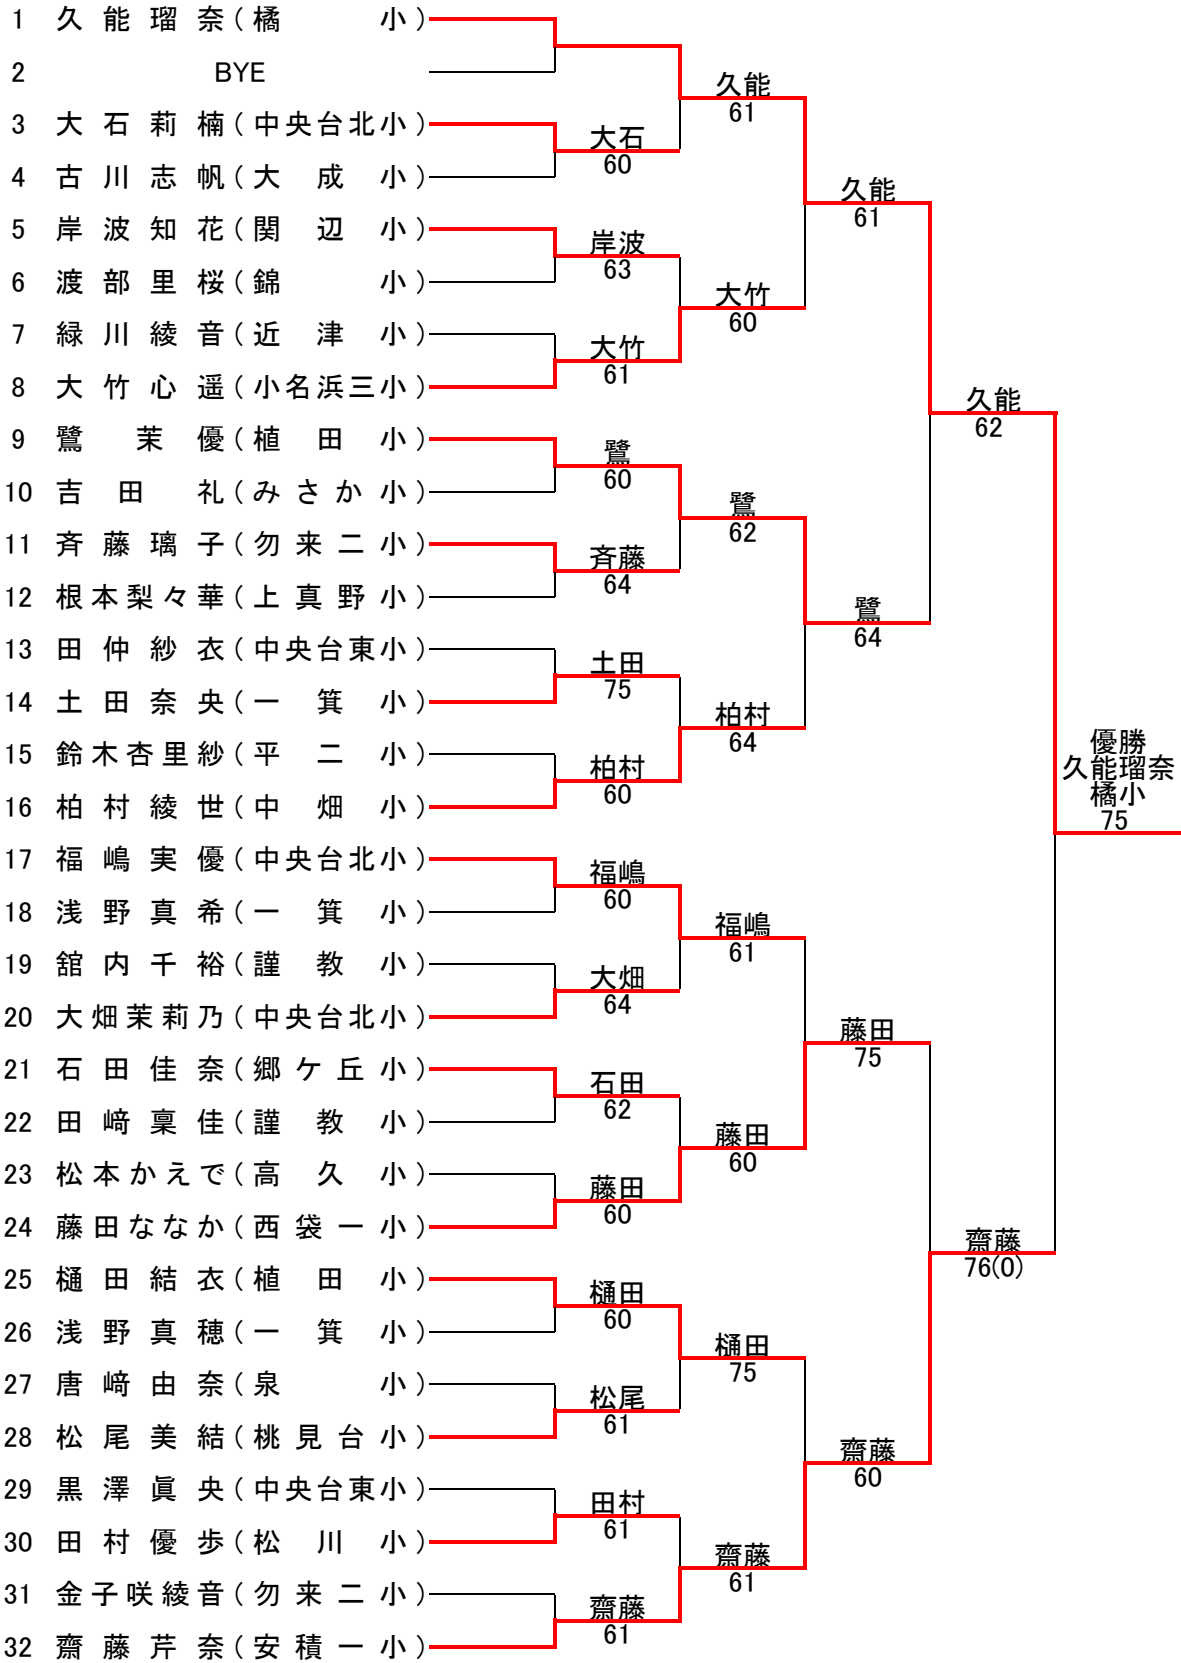 1 久能瑠奈(橘小)
2 BYE
3 大石莉楠(中央台北小)
4 古川志帆(大成小)
5 岸波知花(関辺小)
6 渡部里桜(錦小)
7 緑川綾音(近津小)
8 大竹心遥(小名浜三小)
9 鷺茉優(植田小)
10 吉田礼(みさか小)
11 斉藤璃子(勿来二小)
12 根本梨々華(上真野小)
13 田仲紗衣(中央台東小)
14 土田奈央(一箕小)
15 鈴木杏里紗(平二小)
16 柏村綾世(中畑小)
17 福嶋実優(中央台北小)
18 浅野真希(一箕小)
19 舘内千裕(謹教小)
20 大畑茉莉乃(中央台北小)
21 石田佳奈(郷ケ丘小)
22 田﨑稟佳(謹教小)
23 松本かえで(高久小)
24 藤田ななか(西袋一小)
25 樋田結衣(植田小)
26 浅野真穂(一箕小)
27 唐﨑由奈(泉小)
28 松尾美結(桃見台小)
29 黒澤眞央(中央台東小)
30 田村優歩(松川小)
31 金子咲綾音(勿来二小)
32 齋藤芹奈(安積一小)
大石
60
岸波
63
大竹
61
鷺
60
斉藤
64
土田
75
柏村
60
福嶋
60
大畑
64
石田
62
藤田
60
樋田
60
松尾
61
田村
61
齋藤
61
久能
61
大竹
60
鷺
62
柏村
64
福嶋
61
藤田
60
樋田
75
齋藤
61
久能
61
鷺
64
藤田
75
齋藤
60
久能
62
齋藤
76(0)
優勝
久能瑠奈
橘小
75